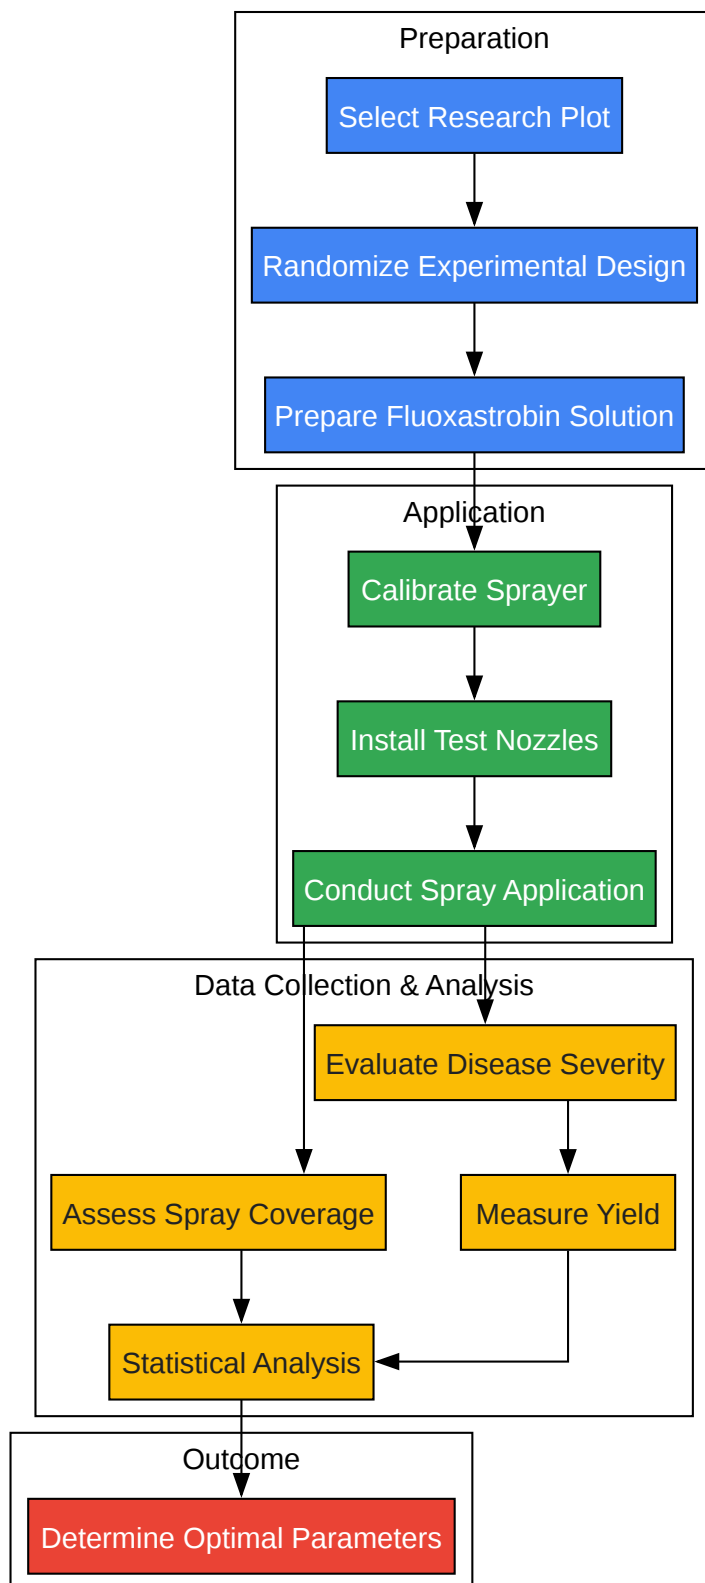 Preparation
Select Research Plot
Randomize Experimental Design
Prepare Fluoxastrobin Solution
Application
Calibrate Sprayer
Install Test Nozzles
Conduct Spray Application
Data Collection & Analysis
Evaluate Disease Severity
Assess Spray Coverage
Measure Yield
Statistical Analysis
Outcome
Determine Optimal Parameters